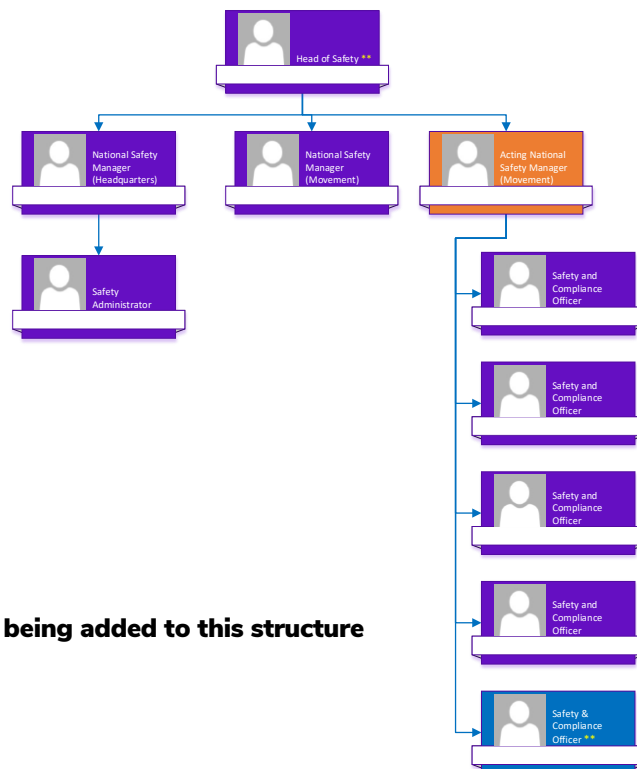 Head of Safety **
National Safety
Manager
(Headquarters)
National Safety
Manager
(Movement)
Acting National
Safety Manager
(Movement)
Safety
Administrator
Safety and
Compliance
Officer
Safety and
Compliance
Officer
Safety and
Compliance
Officer
Safety and
Compliance
Officer
being added to this structure
Safety &
Compliance
Officer **